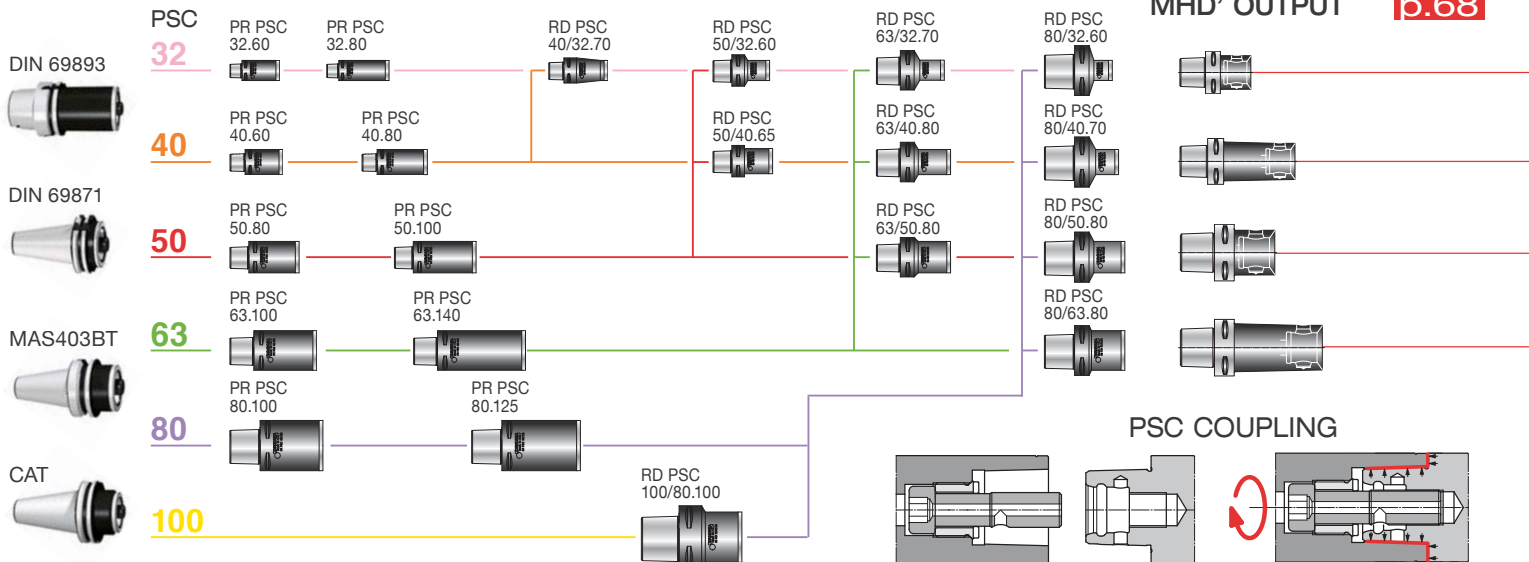 PSC
MHD' OUTPUT
p.68
DIN 69893
DIN 69871
MAS403BT
CAT
32
PR PSC
32.60
PR PSC
32.80
RD PSC
40/32.70
RD PSC
50/32.60
RD PSC
63/32.70
RD PSC
80/32.60
40
PR PSC
40.60
PR PSC
40.80
RD PSC
50/40.65
RD PSC
63/40.80
RD PSC
80/40.70
50
PR PSC
50.80
PR PSC
50.100
RD PSC
63/50.80
RD PSC
80/50.80
63
PR PSC
63.100
PR PSC
63.140
RD PSC
80/63.80
80
PR PSC
80.100
PR PSC
80.125
100
RD PSC
100/80.100
PSC COUPLING